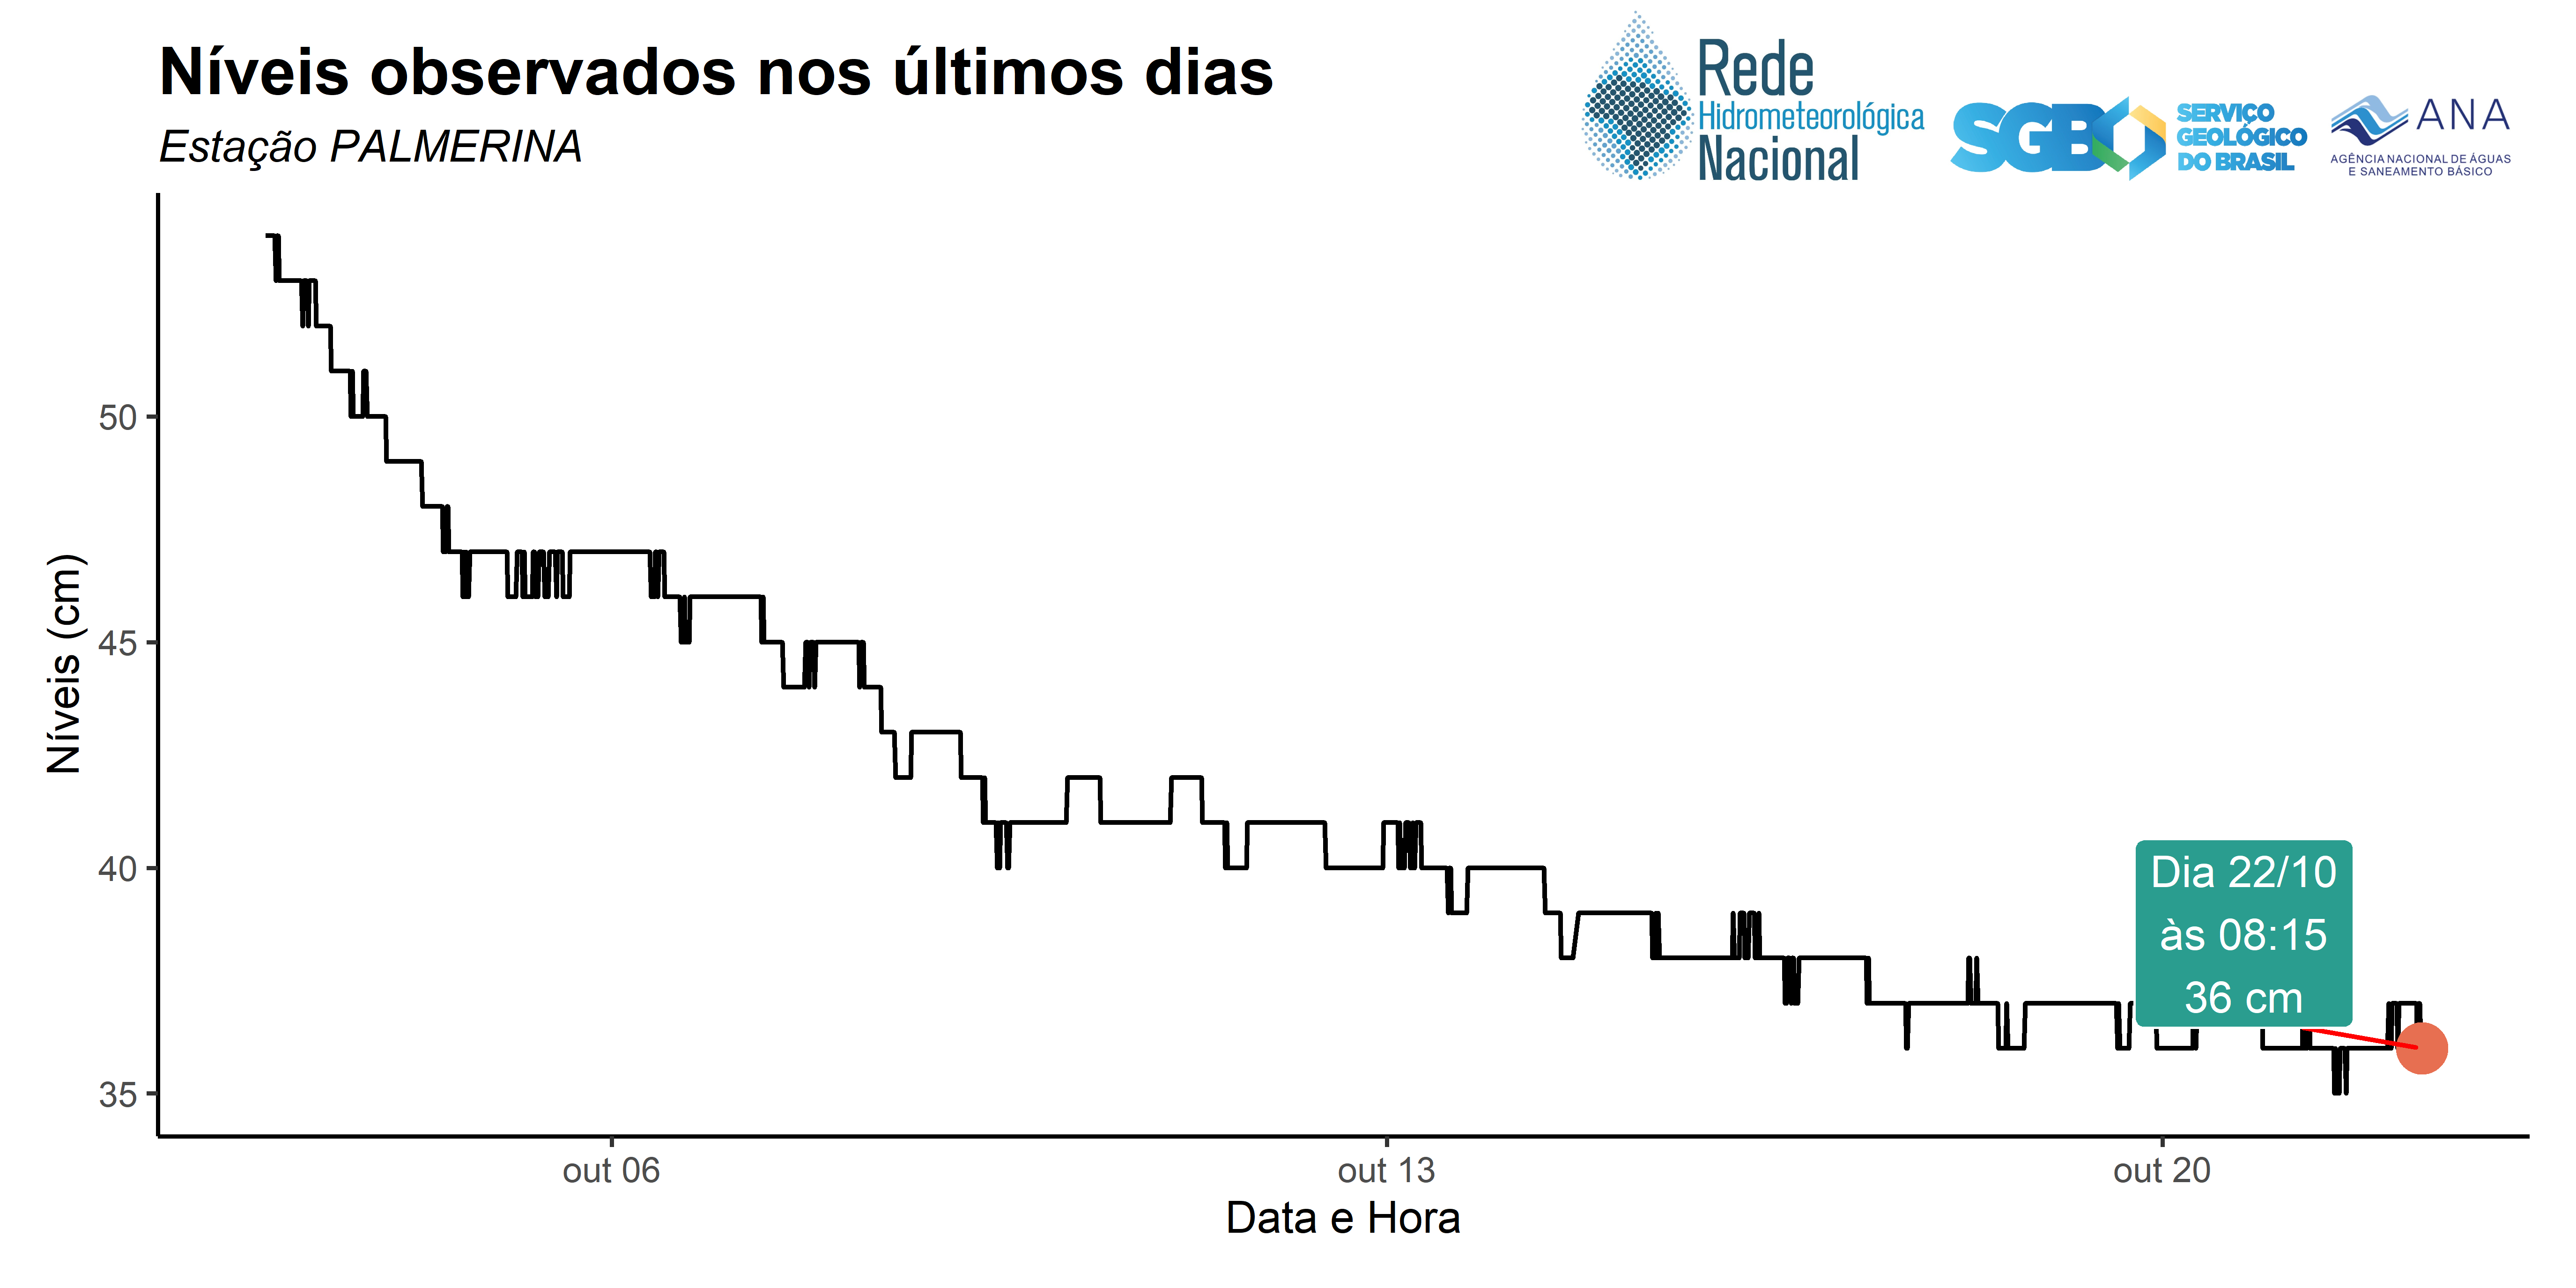 Níveis observados nos últimos dias
Estação PALMERINA
Rede
Hidrometeorológica
Nacional
SGB
SERVIÇO
GEOLÓGICO
DO BRASIL
ANA
AGÊNCIA NACIONAL DE ÁGUAS
E SANEAMENTO BÁSICO
Níveis (cm)
50
45
40
35
Dia 22/10
às 08:15
36 cm
out 06
out 13
out 20
Data e Hora